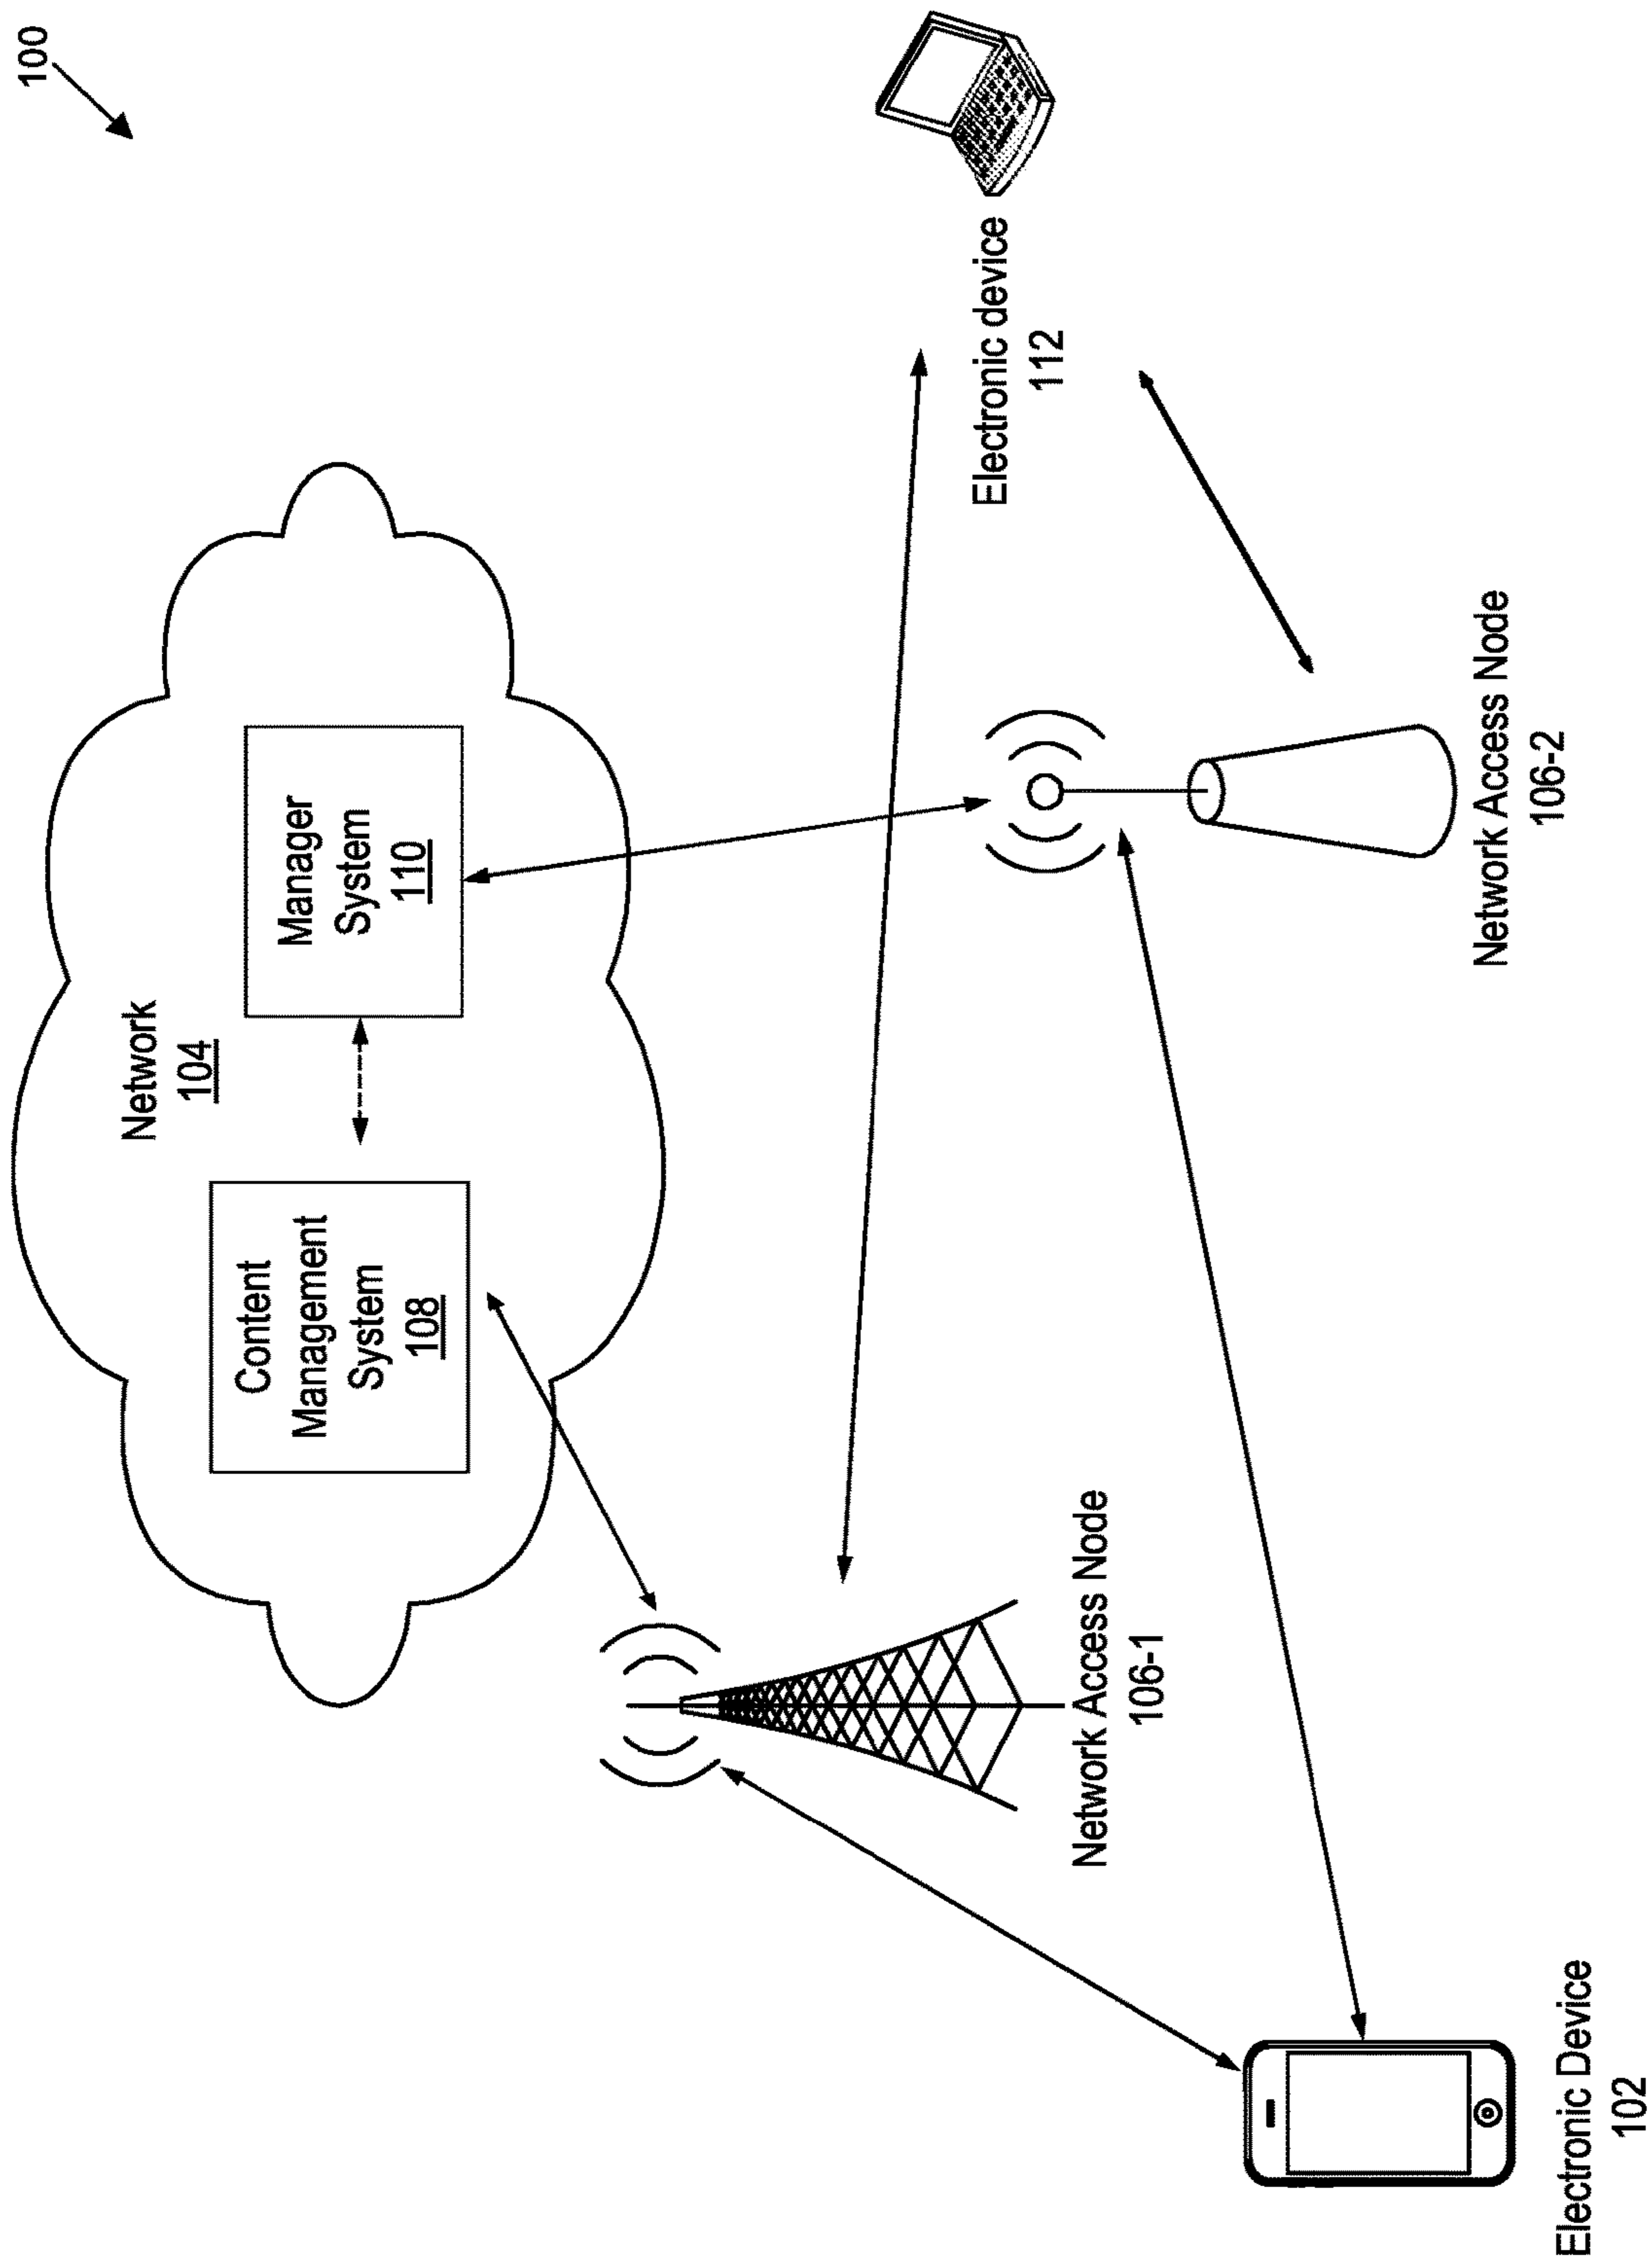 100
Network
104
Content
Management
System
108
Manager
System
110
Electronic device
112
Network Access Node
106-1
Network Access Node
106-2
Electronic Device
102